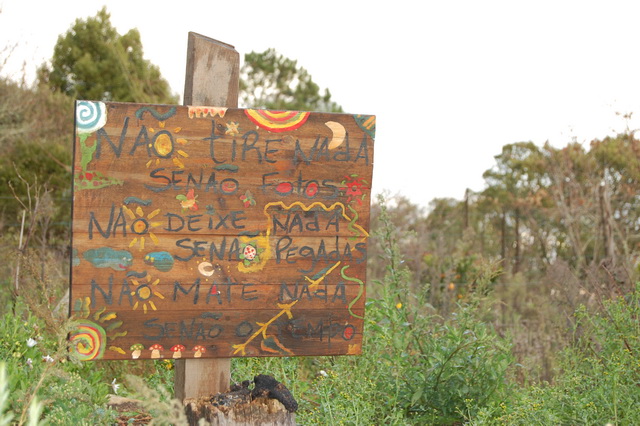 NÃO tiRE NADA
SENÃO FOtOS
NÃO DEIXE NADA
SENÃO PEGADAS
NÃO MATE NADA
SENÃO O TEMPO